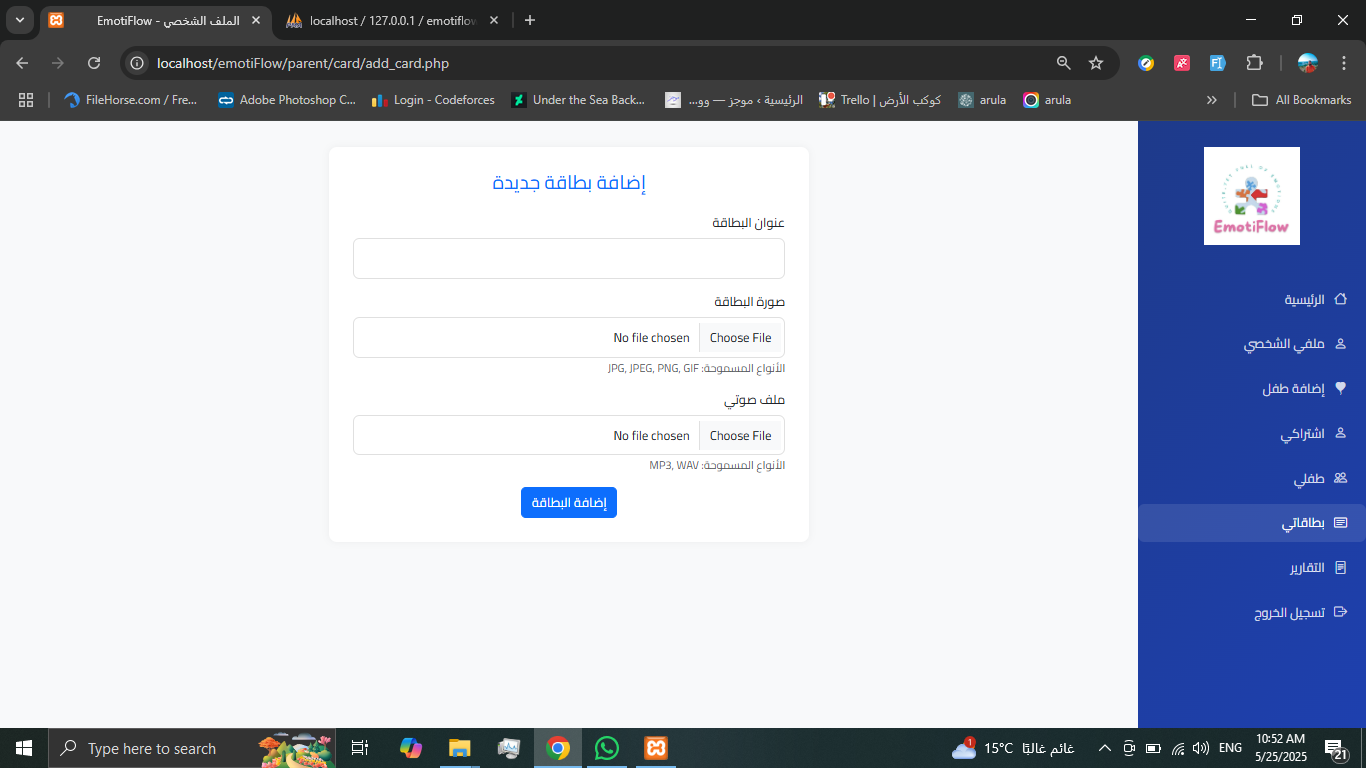 EmotiFlow - الملف الشخصي
localhost / 127.0.0.1 / emotiflow
localhost/emotiFlow/parent/card/add_card.php
FileHorse.com / Fre...
Adobe Photoshop C...
Login - Codeforces
Under the Sea Back...
الرئيسية › موجز — وو...
كوكب الأرض | Trello
arula
arula
All Bookmarks
EmotiFlow
الرئيسية
ملفي الشخصي
إضافة طفل
اشتراكي
طفلي
بطاقاتي
التقارير
تسجيل الخروج
إضافة بطاقة جديدة
عنوان البطاقة
صورة البطاقة
Choose File No file chosen
الأنواع المسموحة: JPG, JPEG, PNG, GIF
ملف صوتي
Choose File No file chosen
الأنواع المسموحة: MP3, WAV
إضافة البطاقة
Type here to search
1
15°C غائم غالبًا
ENG
10:52 AM
5/25/2025
21